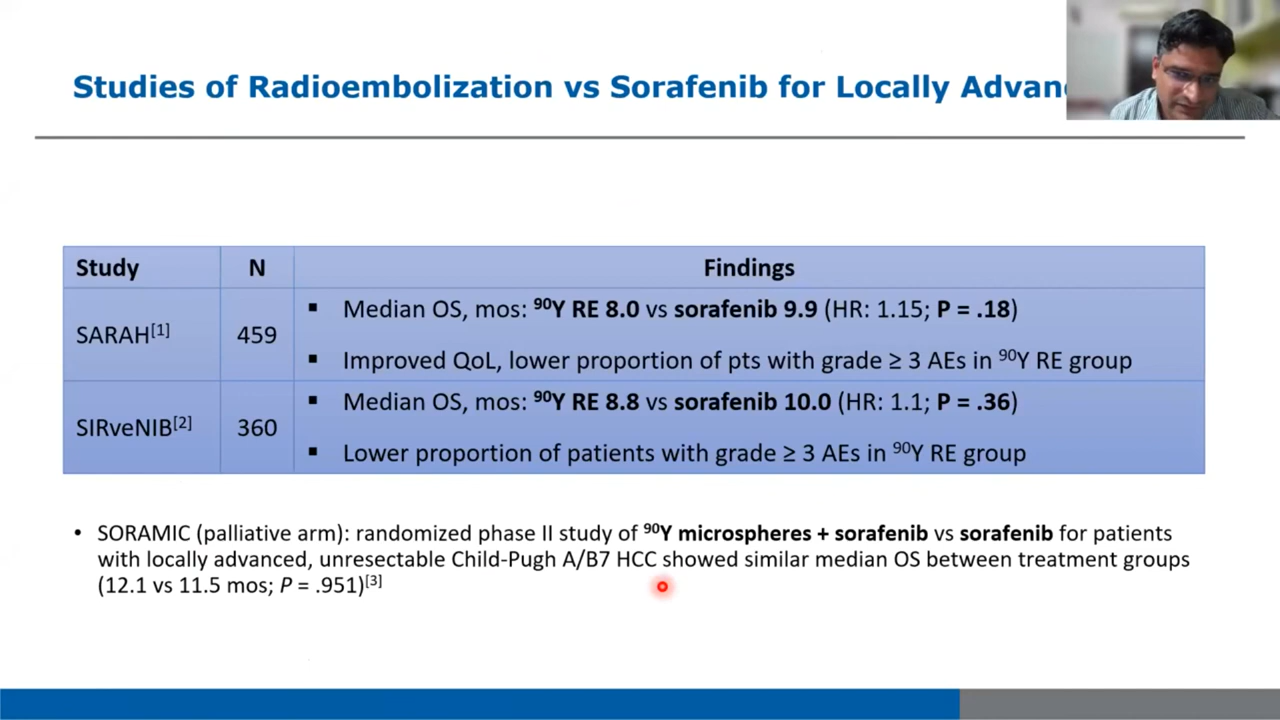 Studies of Radioembolization vs Sorafenib for Locally
Study N Findings
SARAH[1] 459
▪ Median OS, mos: ⁹⁰Y RE 8.0 vs sorafenib 9.9 (HR: 1.15; P = .18)
▪ Improved QoL, lower proportion of pts with grade ≥ 3 AEs in ⁹⁰Y RE group
SIRveNIB[2] 360
▪ Median OS, mos: ⁹⁰Y RE 8.8 vs sorafenib 10.0 (HR: 1.1; P = .36)
▪ Lower proportion of patients with grade ≥ 3 AEs in ⁹⁰Y RE group
• SORAMIC (palliative arm): randomized phase II study of ⁹⁰Y microspheres + sorafenib vs sorafenib for patients
with locally advanced, unresectable Child-Pugh A/B7 HCC showed similar median OS between treatment groups
(12.1 vs 11.5 mos; P = .951)[3]